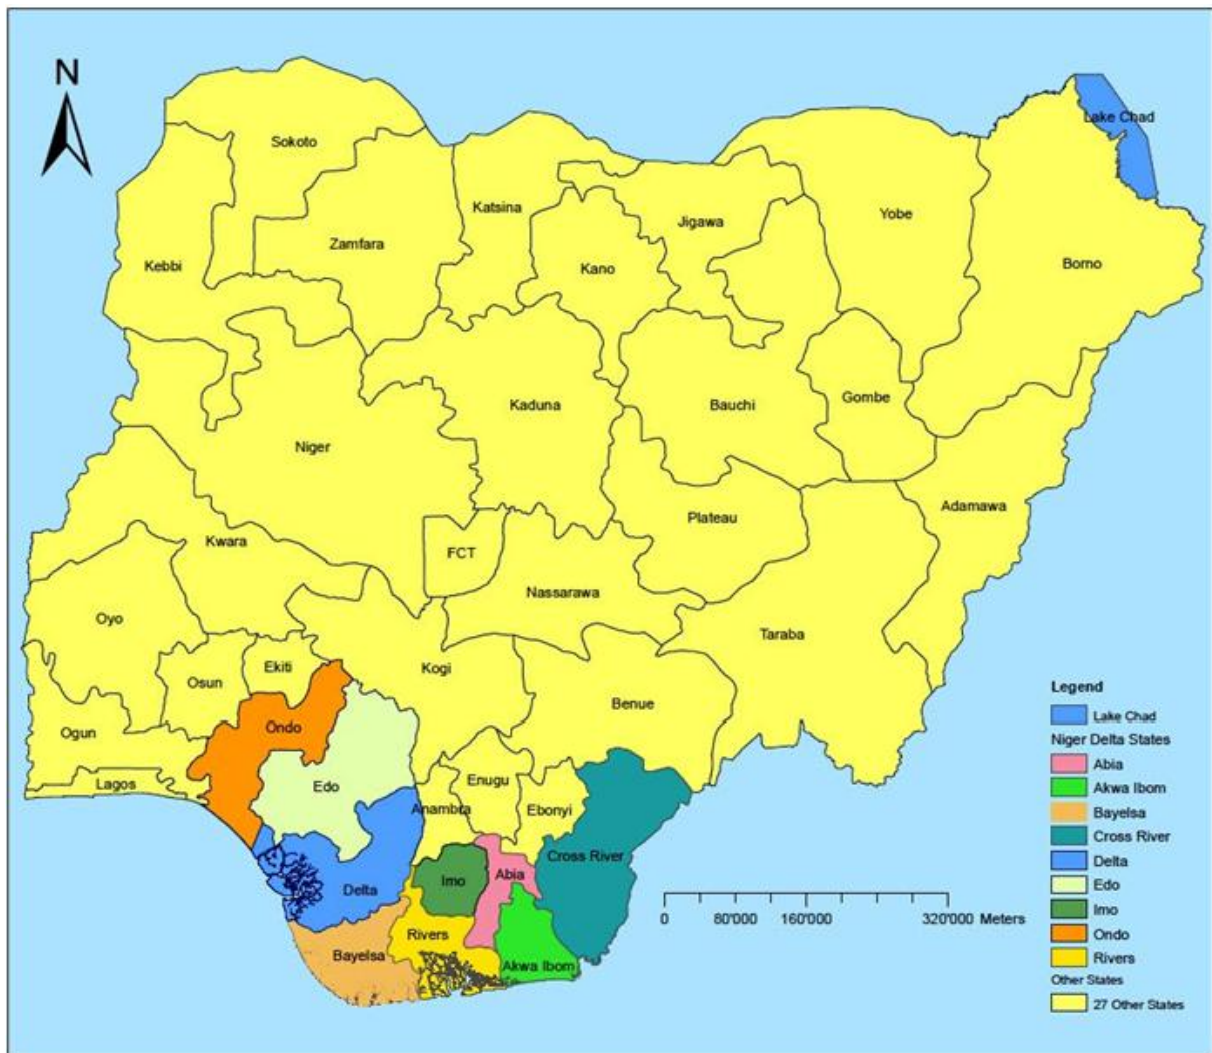 N
Lake Chad
Sokoto
Katsina
Jigawa
Yobe
Zamfara
Kebbi
Kano
Borno
Kaduna
Bauchi
Gombe
Niger
Adamawa
Plateau
Kwara
FCT
Nassarawa
Oyo
Taraba
Ekiti
Kogi
Osun
Benue
Ondo
Ogun
Enugu
Lagos
Edo
Anambra
Ebonyi
Cross River
Imo
Abia
Delta
Rivers
Bayelsa
Akwa Ibom
0 80'000 160'000 320'000 Meters
Legend
Lake Chad
Niger Delta States
Abia
Akwa Ibom
Bayelsa
Cross River
Delta
Edo
Imo
Ondo
Rivers
Other States
27 Other States